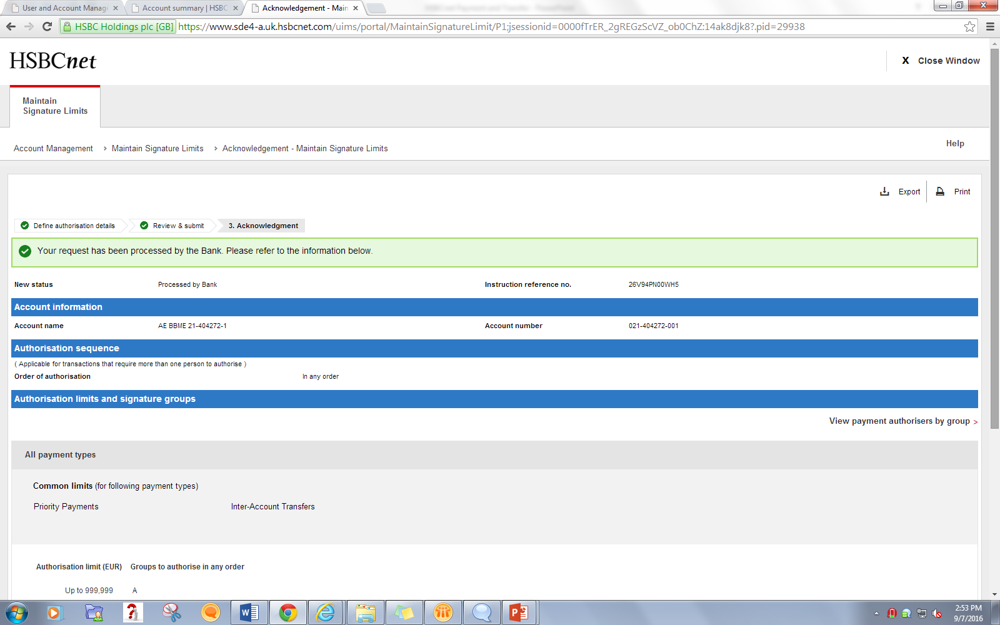 User and Account Manage
Account summary | HSBC
Acknowledgement - Main
HSBC Holdings plc [GB] https://www.sde4-a.uk.hsbcnet.com/uims/portal/MaintainSignatureLimit/P1;jsessionid=0000fTrER_2gREGzScVZ_ob0ChZ:14ak8djk8?.pid=29938
HSBCnet
X Close Window
Maintain
Signature Limits
Account Management > Maintain Signature Limits > Acknowledgement - Maintain Signature Limits
Help
Export Print
Define authorisation details Review & submit 3. Acknowledgment
Your request has been processed by the Bank. Please refer to the information below.
New status Processed by Bank Instruction reference no. 26V94PN00WH5
Account information
Account name AE BBME 21-404272-1 Account number 021-404272-001
Authorisation sequence
( Applicable for transactions that require more than one person to authorise )
Order of authorisation In any order
Authorisation limits and signature groups
View payment authorisers by group >
All payment types
Common limits (for following payment types)
Priority Payments Inter-Account Transfers
Authorisation limit (EUR) Groups to authorise in any order
Up to 999,999 A
2:53 PM
9/7/2016